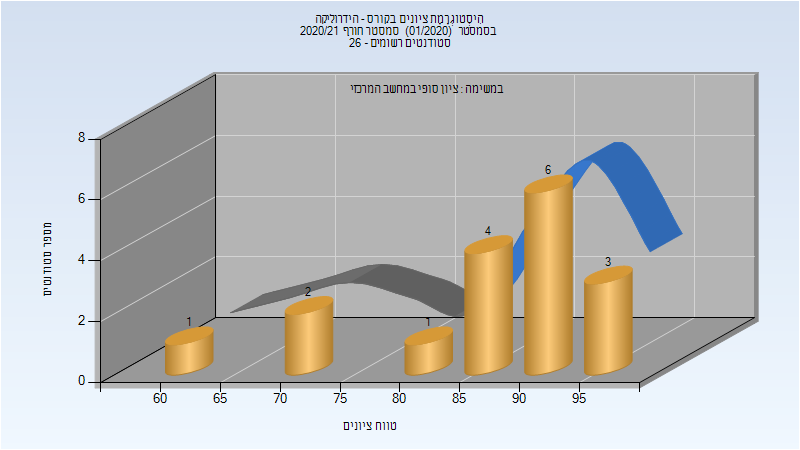 היסטוגרמת ציונים בקורס - הידרוליקה
בסמסטר (01/2020) סמסטר חורף 2020/21
סטודנטים רשומים - 26
במשימה : ציון סופי במחשב המרכזי
מספר סטודנטים
8
6
4
2
0
1
2
1
4
6
3
60 65 70 75 80 85 90 95
טווח ציונים